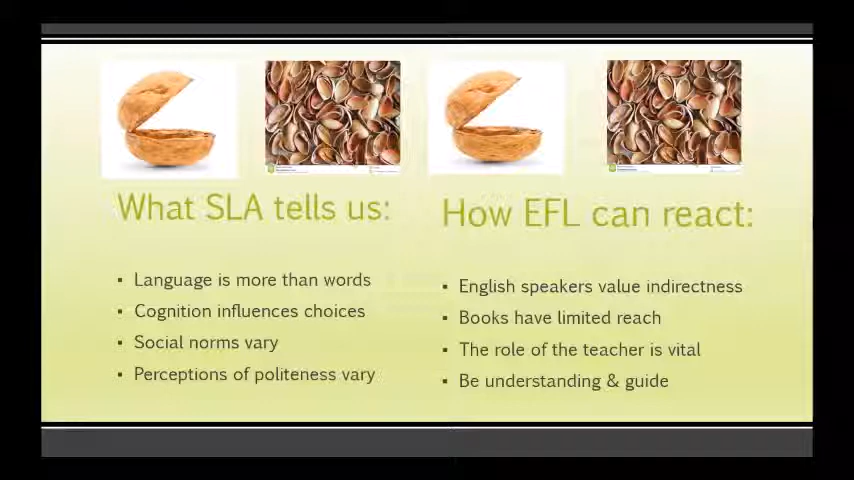 What SLA tells us:
Language is more than words
Cognition influences choices
Social norms vary
Perceptions of politeness vary
How EFL can react:
English speakers value indirectness
Books have limited reach
The role of the teacher is vital
Be understanding & guide